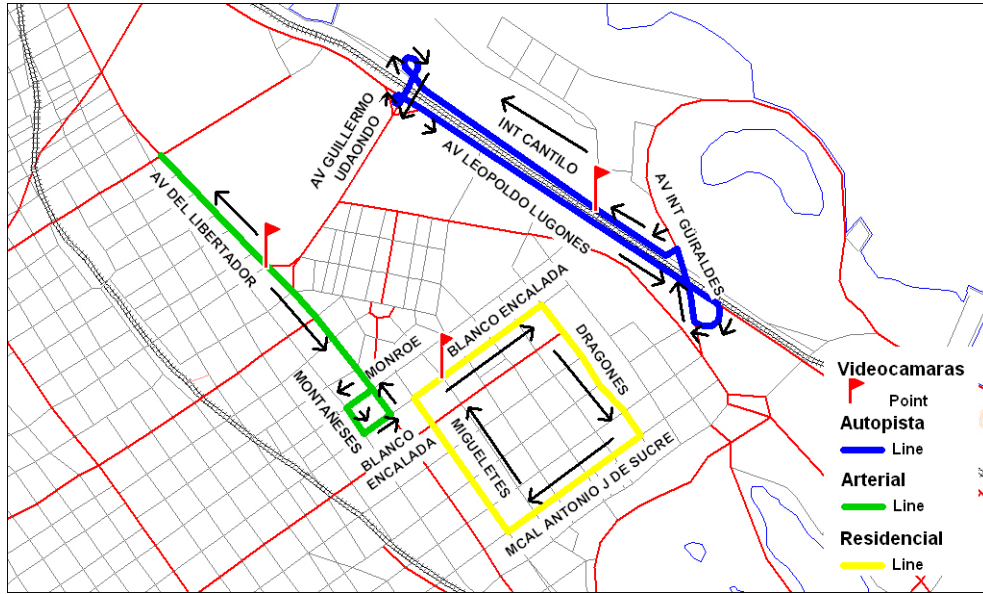 AV GUILLERMO
UDAONDO
INT CANTILO
AV LEOPOLDO LUGONES
AV INT GÜIRALDES
AV DEL LIBERTADOR
BLANCO ENCALADA
DRAGONES
MONROE
MONTAÑESES
BLANCO
ENCALADA
MIGUELETES
MCAL ANTONIO J DE SUCRE
Videocamaras
Point
Autopista
Line
Arterial
Line
Residencial
Line